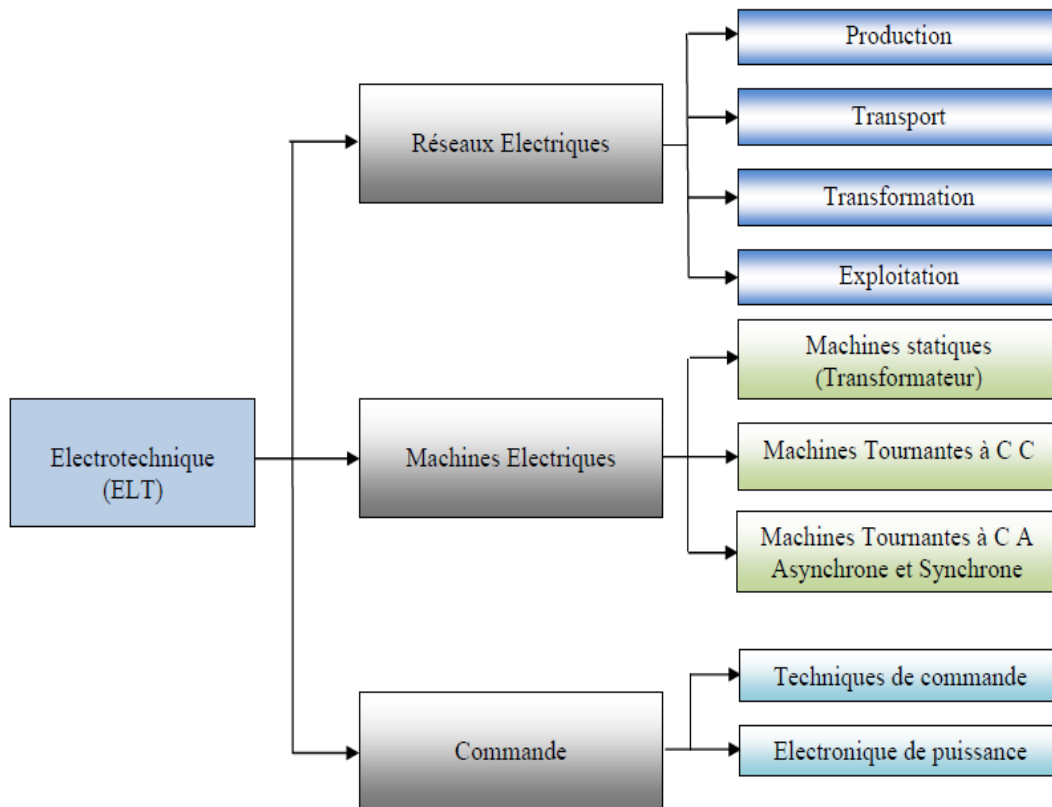 Production
Transport
Réseaux Electriques
Transformation
Exploitation
Machines statiques
(Transformateur)
Electrotechnique
(ELT)
Machines Electriques
Machines Tournantes à C C
Machines Tournantes à C A
Asynchrone et Synchrone
Techniques de commande
Commande
Electronique de puissance